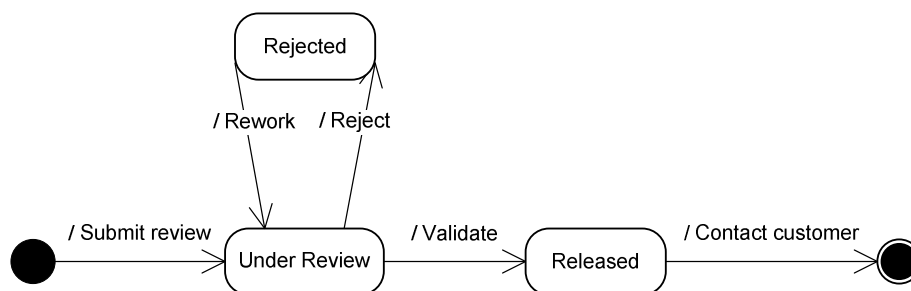 Rejected
/ Rework
/ Reject
/ Submit review
/ Validate
/ Contact customer
Under Review
Released